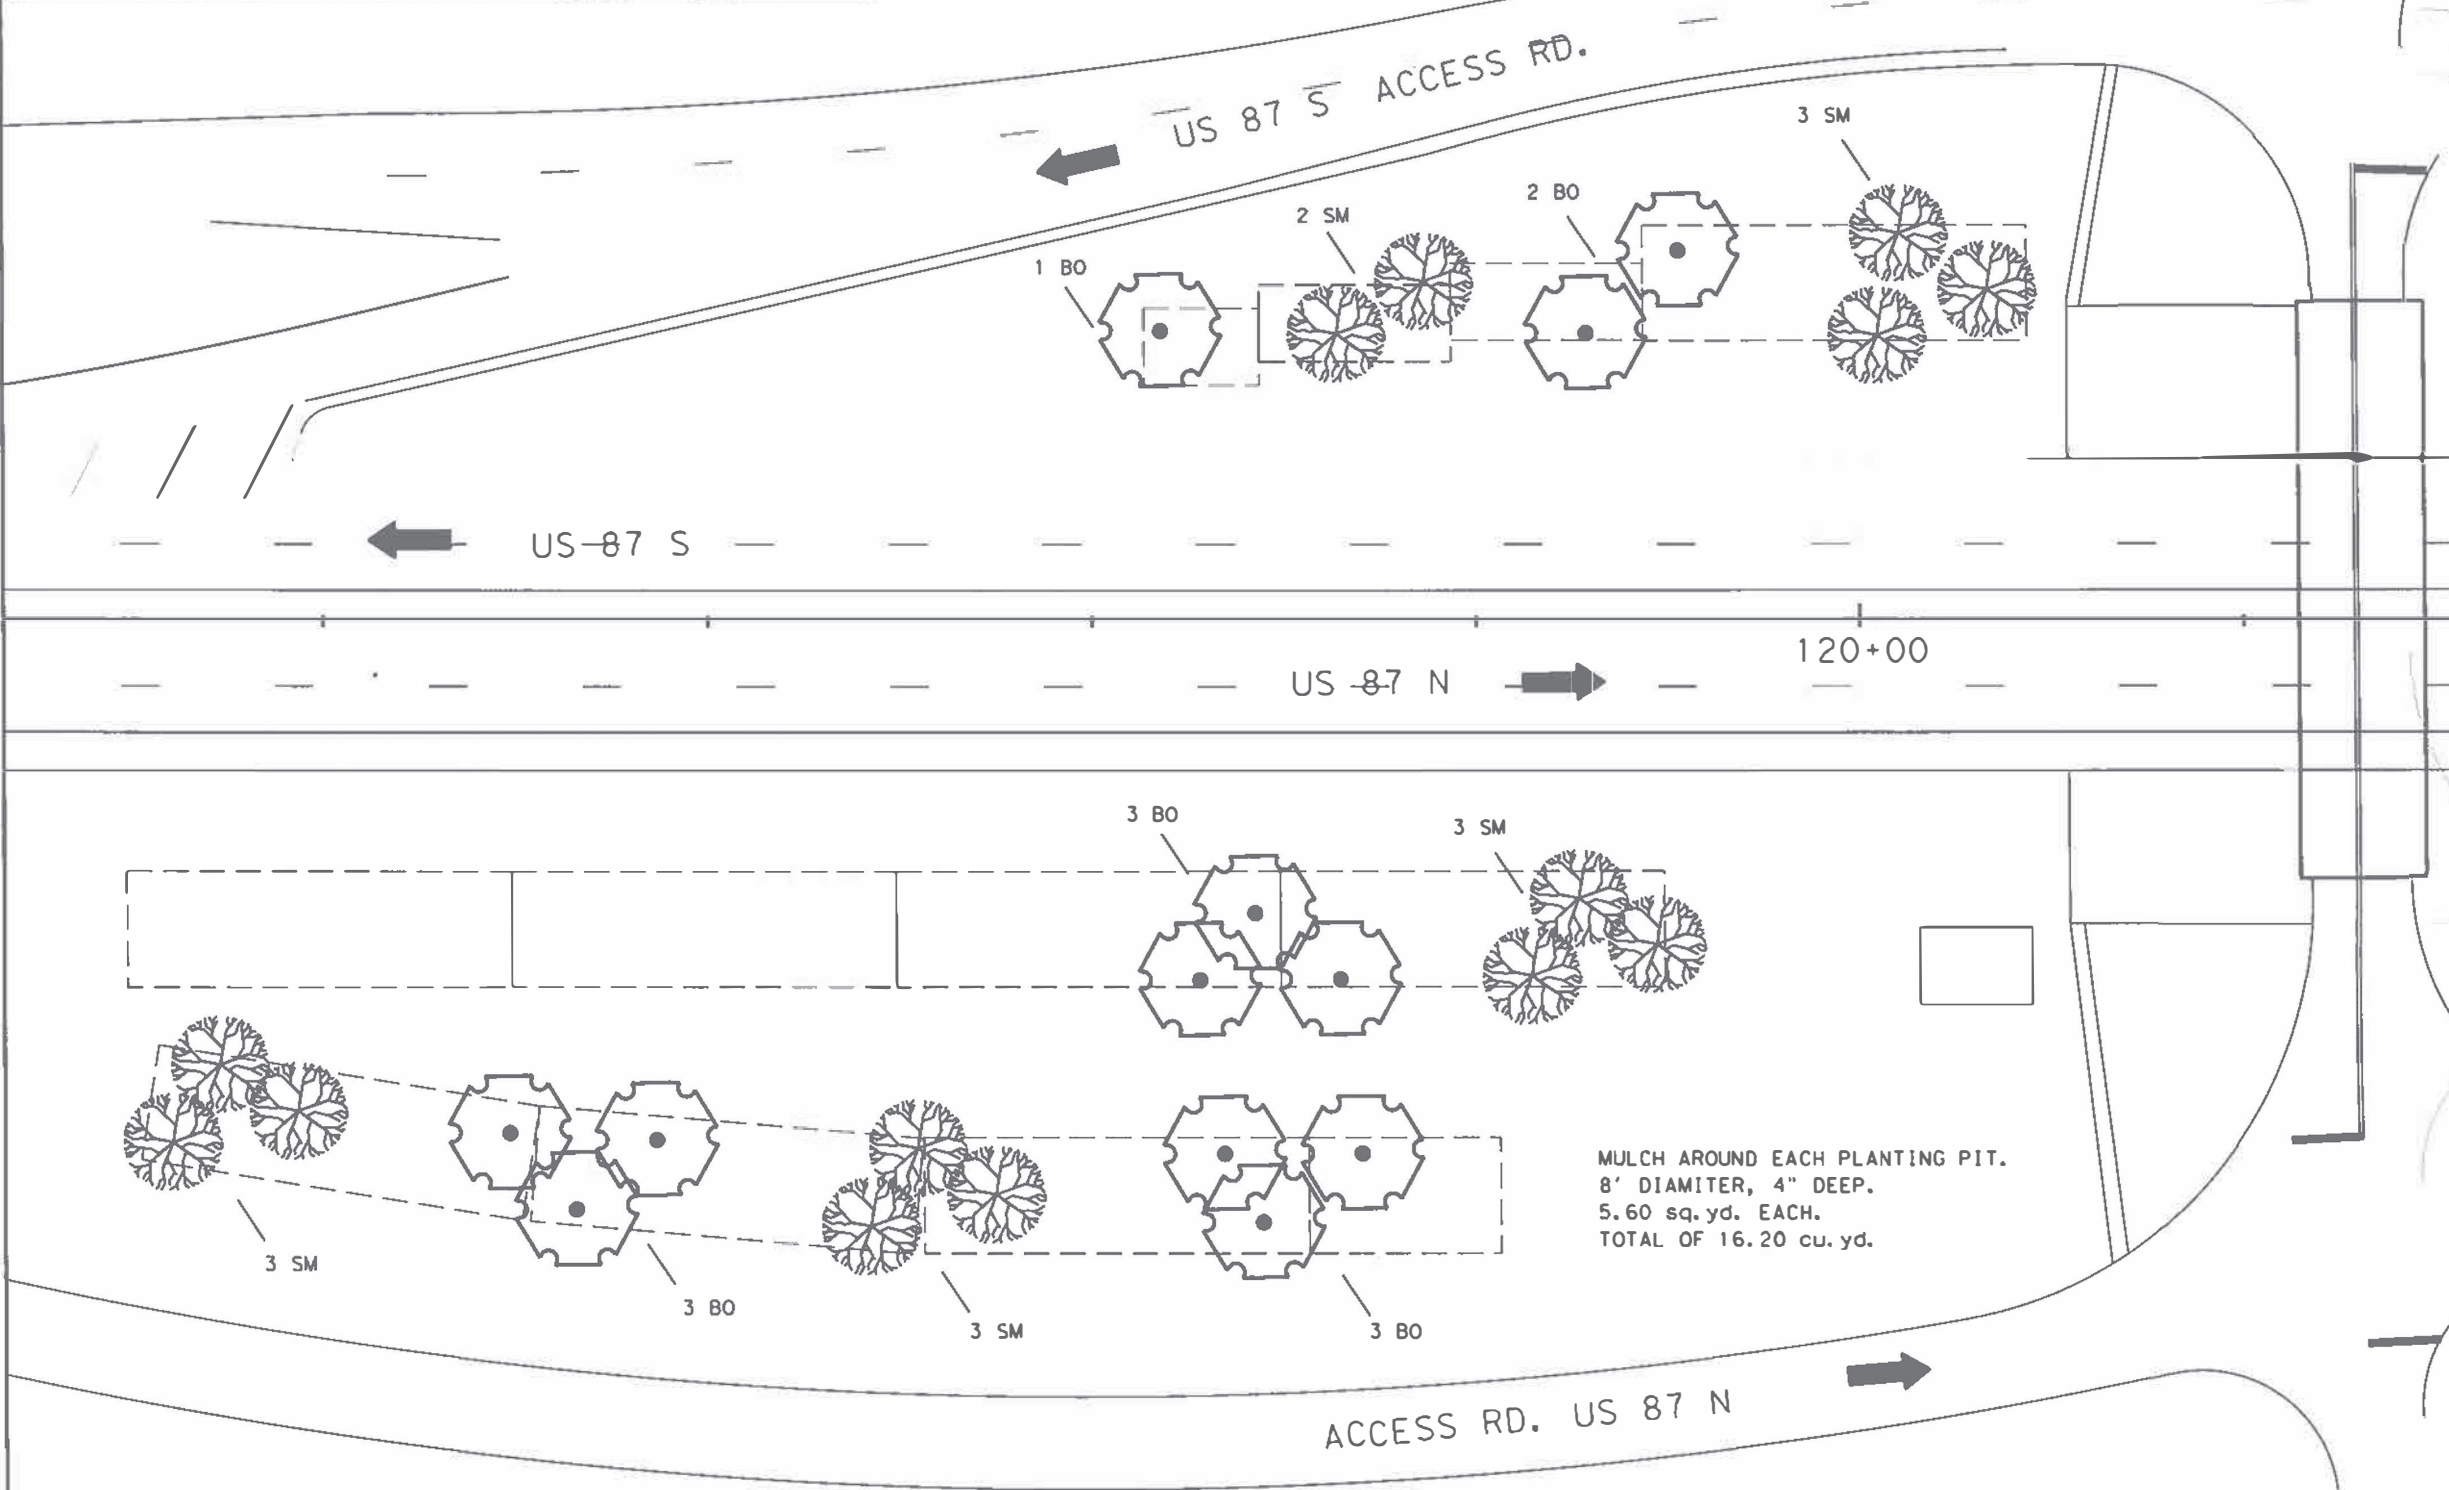 US 87 S ACCESS RD.
3 SM
2 BO
2 SM
1 BO
US 87 S
120+00
US 87 N
3 BO
3 SM
MULCH AROUND EACH PLANTING PIT.
8' DIAMITER, 4" DEEP.
5.60 sq.yd. EACH.
TOTAL OF 16.20 cu.yd.
3 SM
3 BO
3 SM
3 BO
ACCESS RD. US 87 N